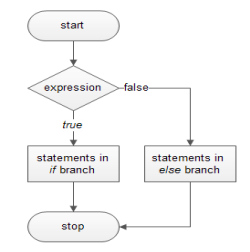 start
expression
false
true
statements in
if branch
statements in
else branch
stop